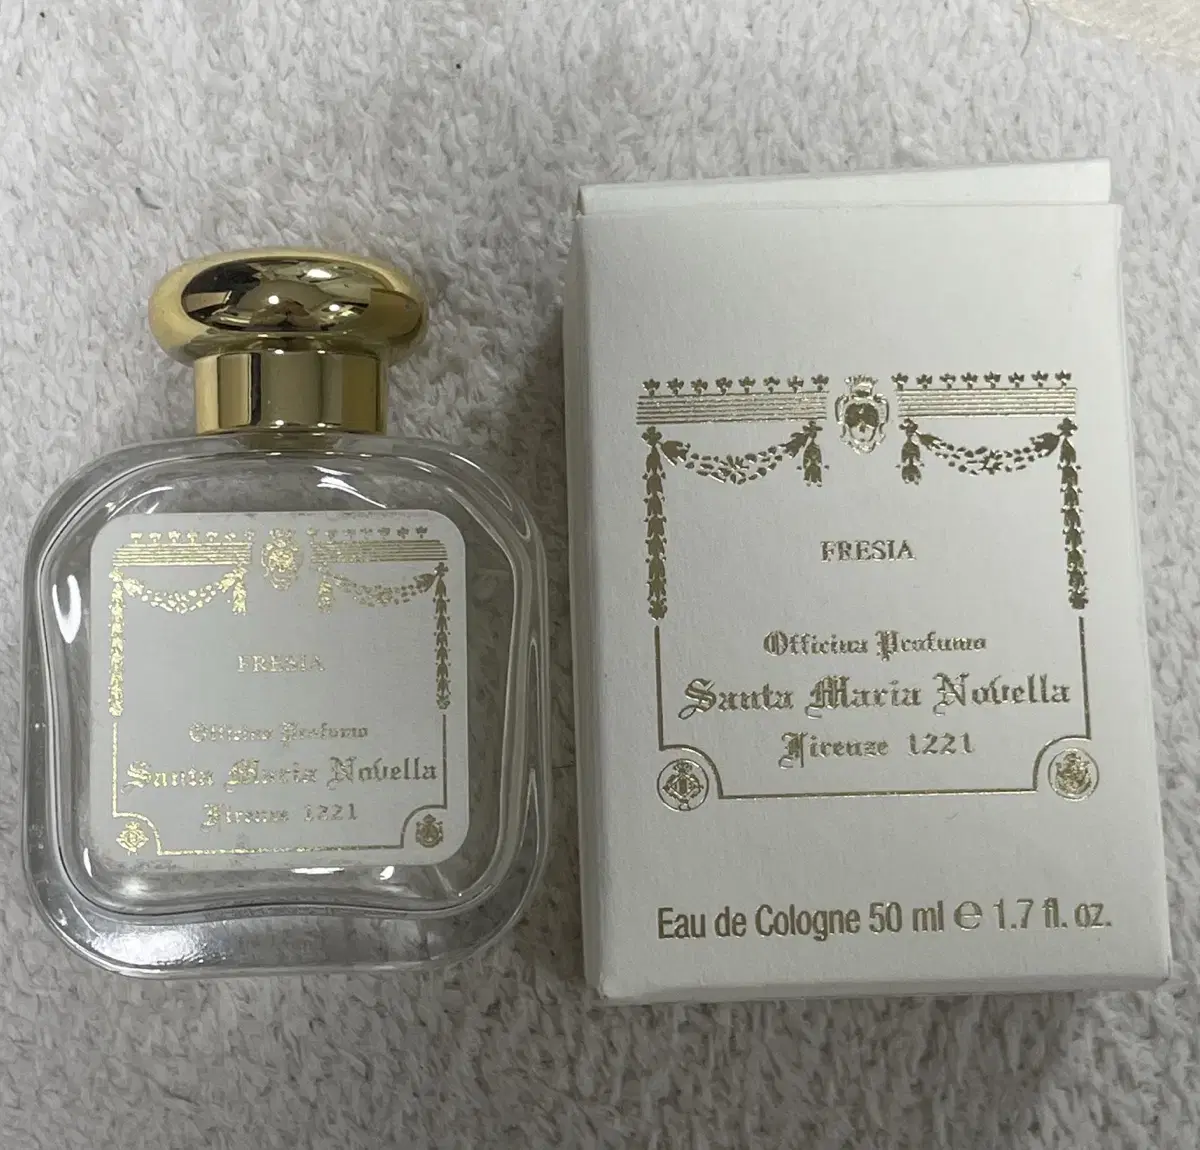 FRESIA
Officina Profumo
Santa Maria Novella
Firenze 1221
FRESIA
Officina Profumo
Santa Maria Novella
Firenze 1221
Eau de Cologne 50 ml ℮ 1.7 fl. oz.